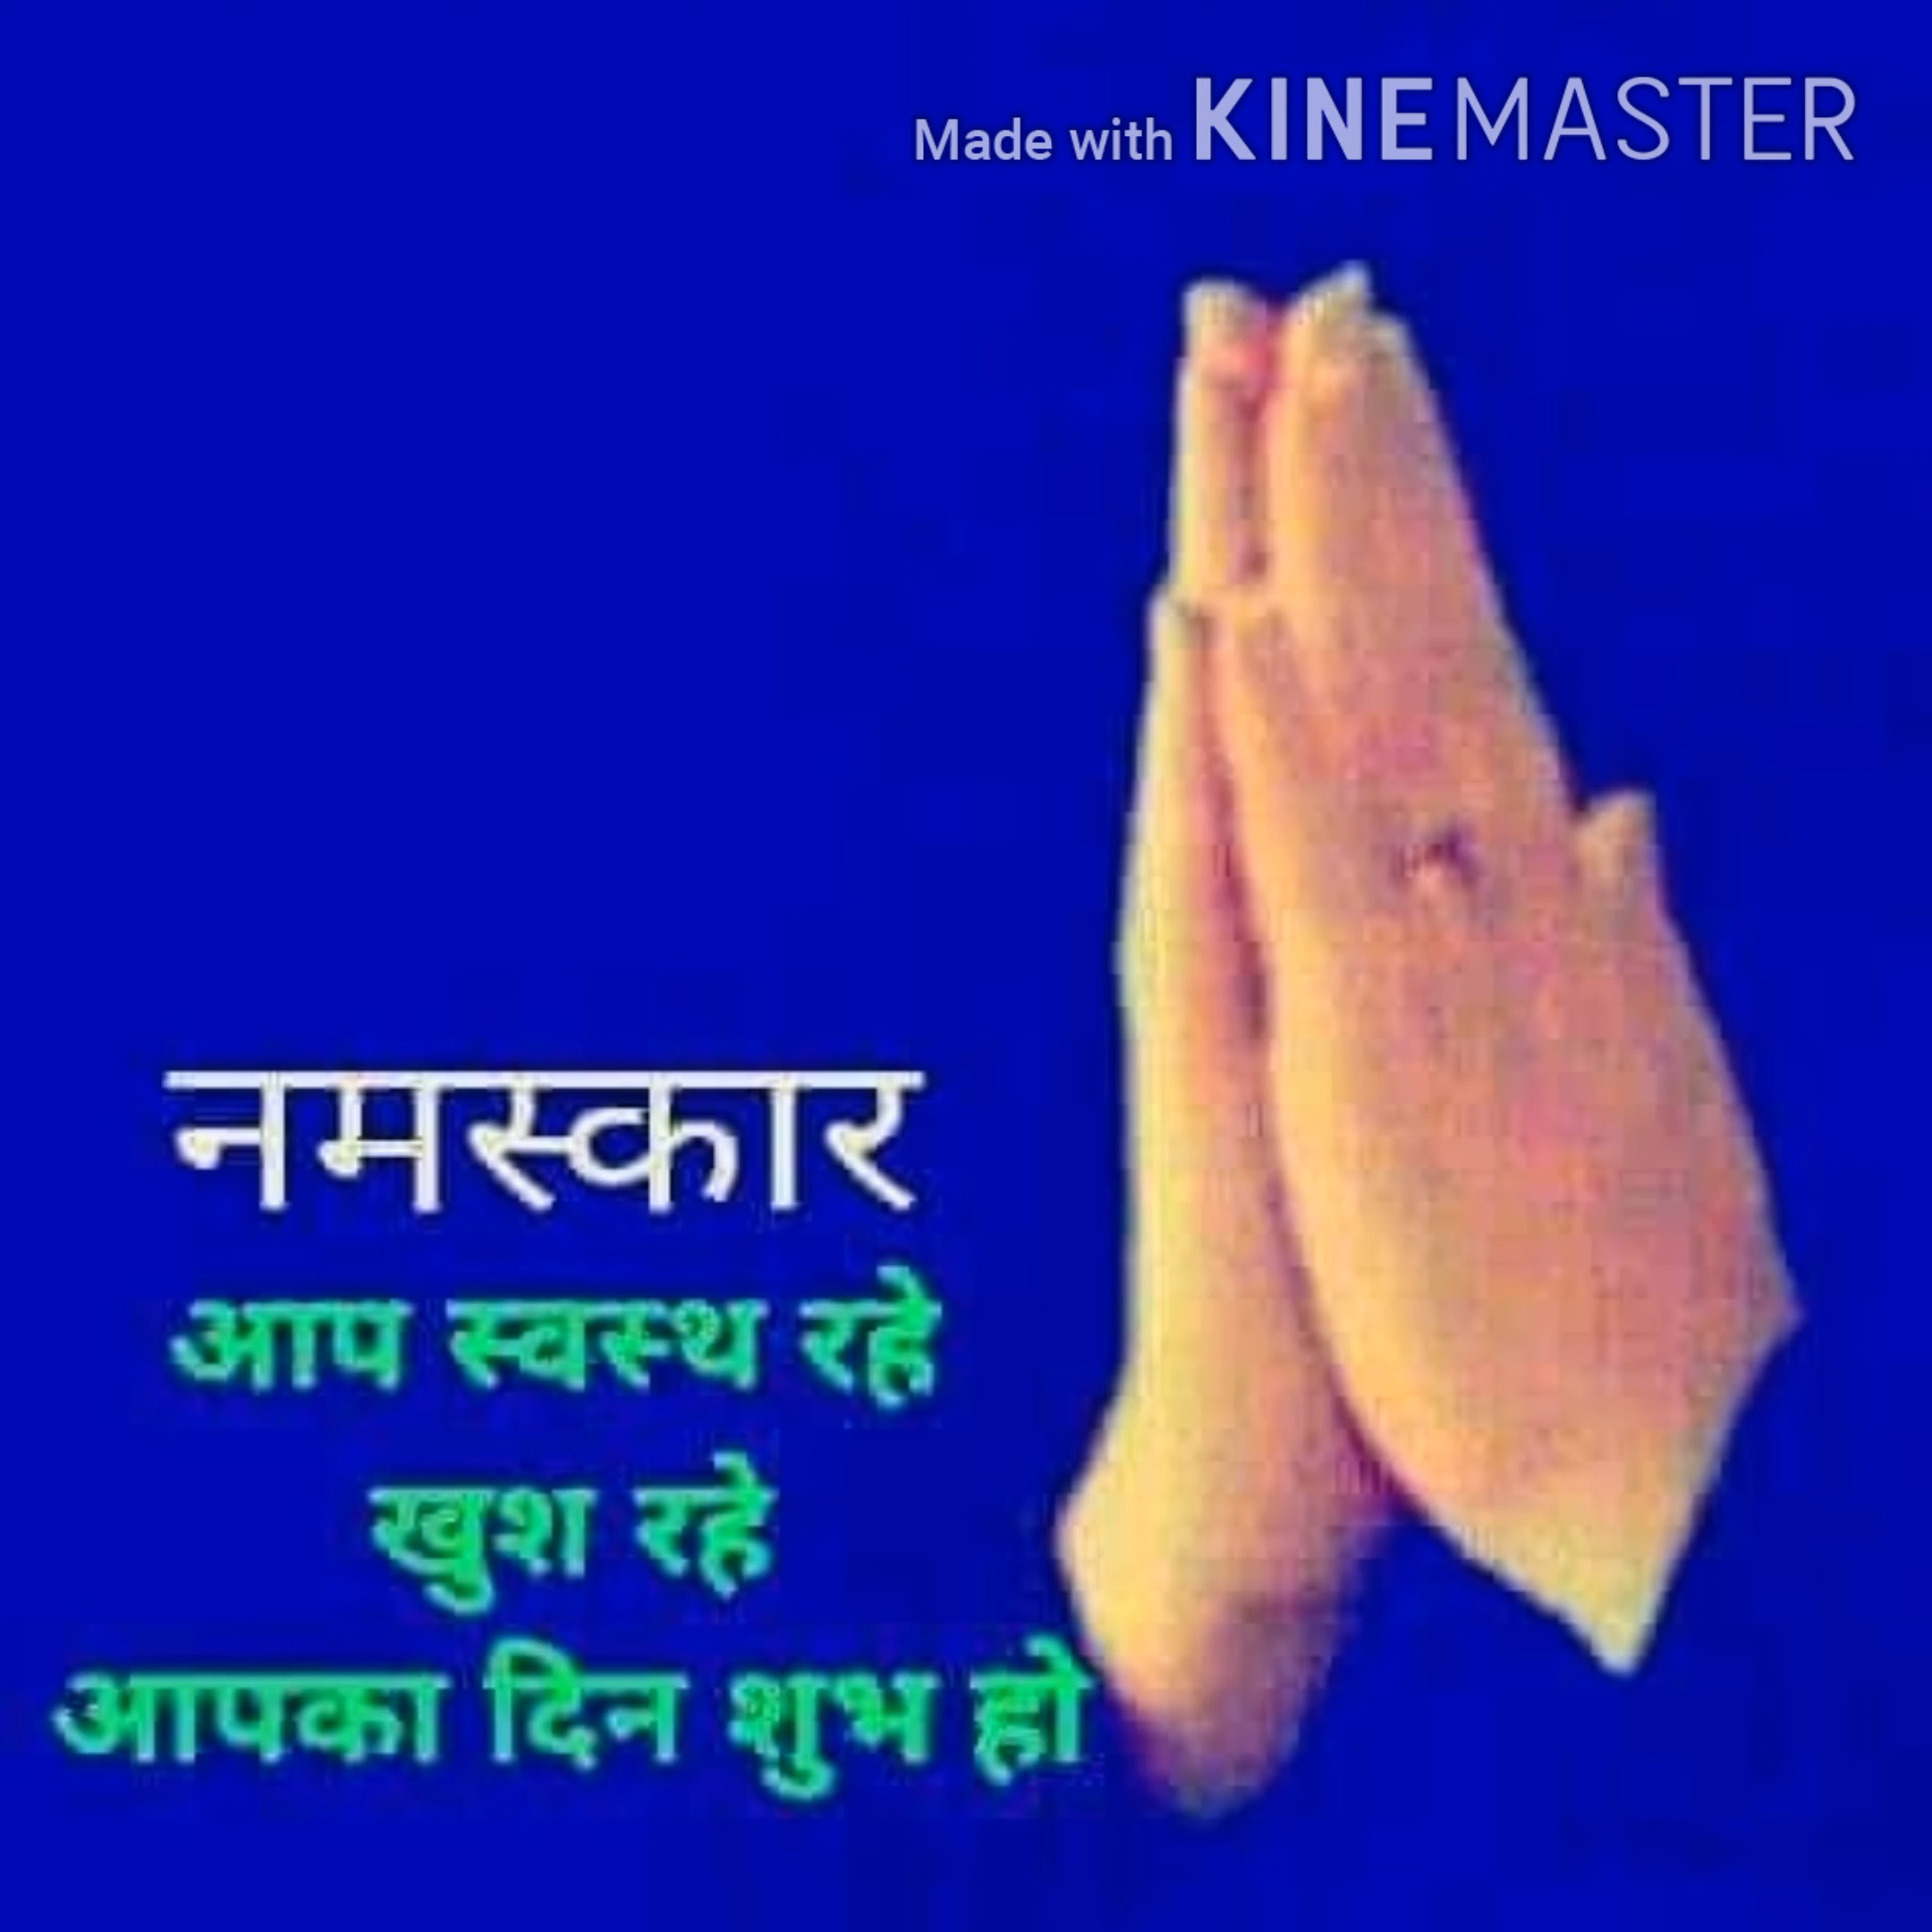 Made with KINEMASTER
नमस्कार
आप स्वस्थ रहे
खुश रहे
आपका दिन शुभ हो